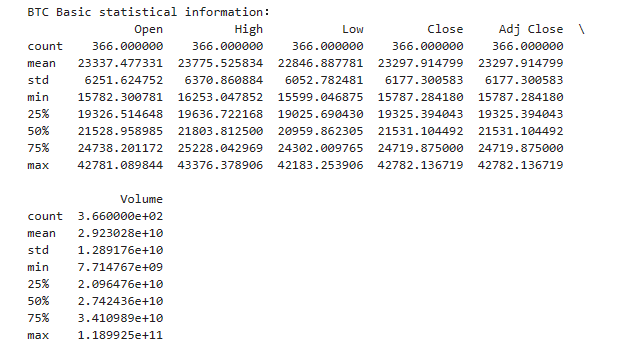 BTC Basic statistical information:
Open High Low Close Adj Close \
count 366.000000 366.000000 366.000000 366.000000 366.000000
mean 23337.477331 23775.525834 22846.887781 23297.914799 23297.914799
std 6251.624752 6370.860884 6052.782481 6177.300583 6177.300583
min 15782.300781 16253.047852 15599.046875 15787.284180 15787.284180
25% 19326.514648 19636.722168 19025.690430 19325.394043 19325.394043
50% 21528.958985 21803.812500 20959.862305 21531.104492 21531.104492
75% 24738.201172 25228.042969 24302.009765 24719.875000 24719.875000
max 42781.089844 43376.378906 42183.253906 42782.136719 42782.136719
Volume
count 3.660000e+02
mean 2.923028e+10
std 1.289176e+10
min 7.714767e+09
25% 2.096476e+10
50% 2.742436e+10
75% 3.410989e+10
max 1.189925e+11